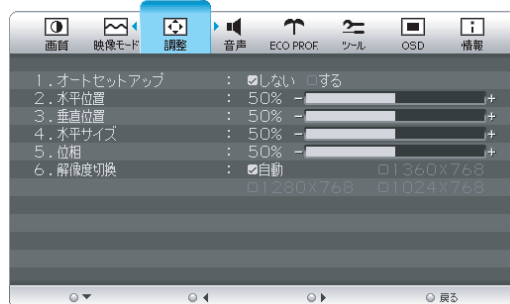 画質 映像モード 調整 音声 ECO PROF. ツール OSD 情報
1.オートセットアップ : ☑しない □する
2.水平位置 : 50% - +
3.垂直位置 : 50% - +
4.水平サイズ : 50% - +
5.位相 : 50% - +
6.解像度切換 : ☑自動 □1360X768
□1280X768 □1024X768
戻る